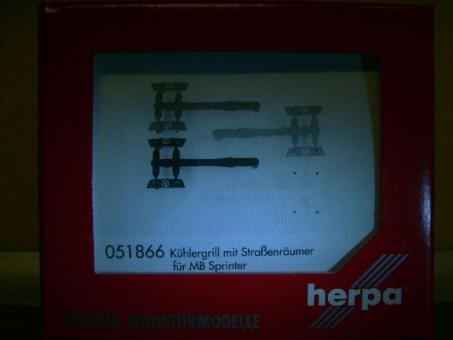 051866 Kühlergrill mit Straßenräumer
für MB Sprinter
herpa
HERPA MINIATURMODELLE